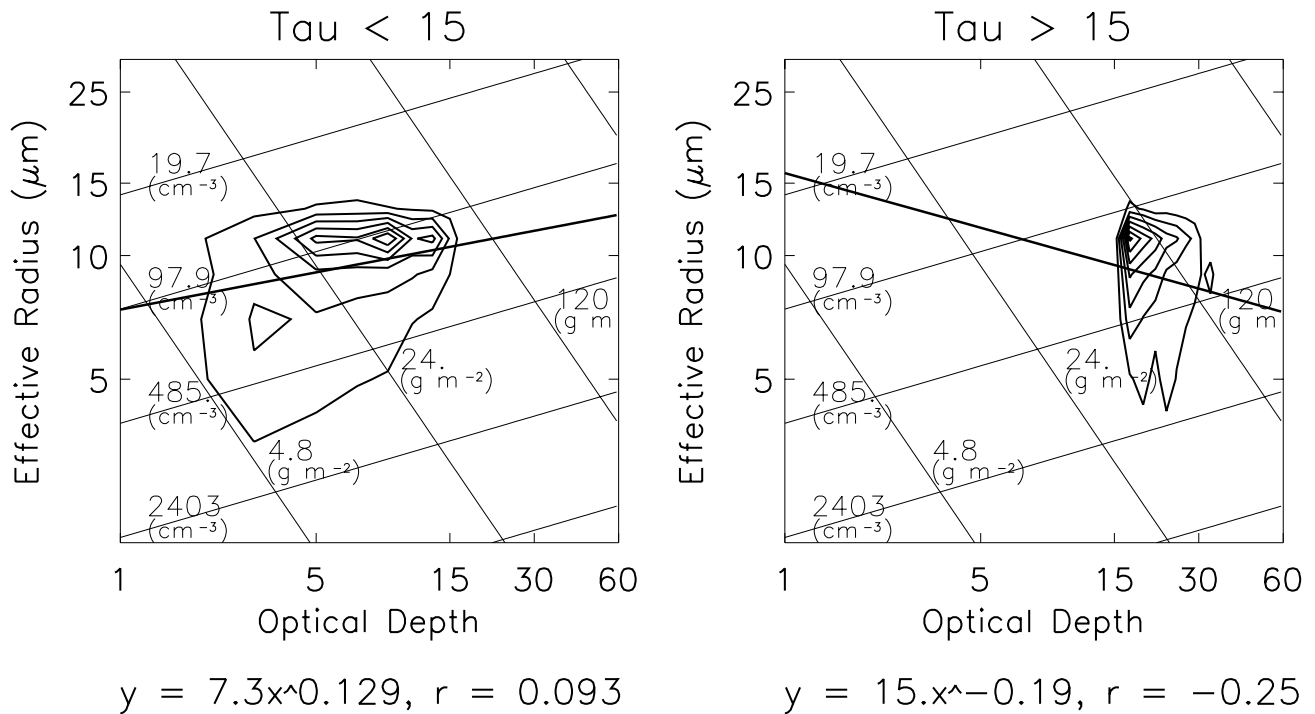 Tau < 15
Effective Radius (μm)
25
15
10
5
19.7
(cm⁻³)
97.9
(cm⁻³)
485.
(cm⁻³)
2403
(cm⁻³)
4.8
(g m⁻²)
24.
(g m⁻²)
120
(g m
1 5 15 30 60
Optical Depth
y = 7.3x^0.129, r = 0.093
Tau > 15
Effective Radius (μm)
25
15
10
5
19.7
(cm⁻³)
97.9
(cm⁻³)
485.
(cm⁻³)
2403
(cm⁻³)
4.8
(g m⁻²)
24.
(g m⁻²)
120
(g m
1 5 15 30 60
Optical Depth
y = 15.x^−0.19, r = −0.25